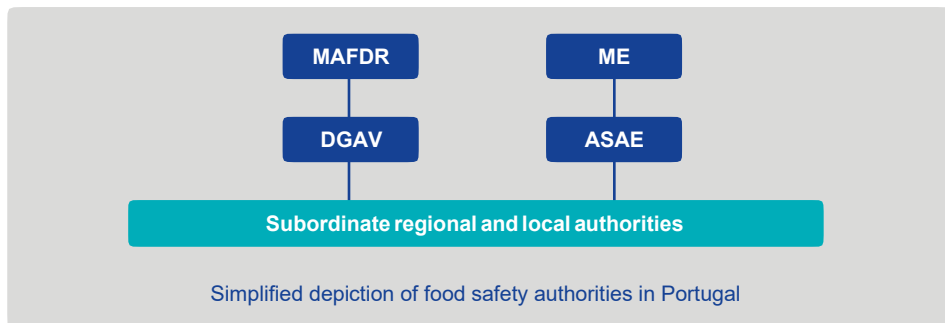 MAFDR ME
DGAV ASAE
Subordinate regional and local authorities
Simplified depiction of food safety authorities in Portugal